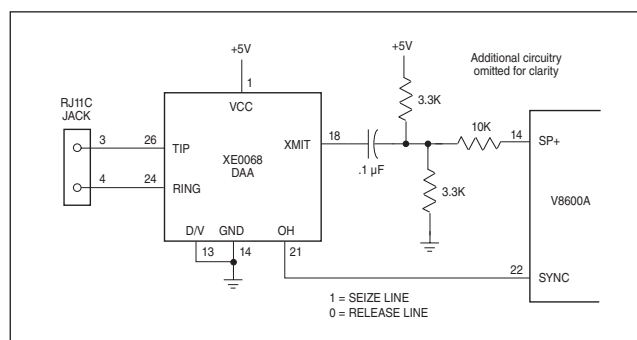 +5V
+5V
Additional circuitry
omitted for clarity
1
3.3K
RJ11C
JACK
VCC
10K
3
26
TIP
XMIT
18
14
SP+
XE0068
DAA
.1 µF
4
24
RING
3.3K
V8600A
D/V
GND
OH
13
14
21
22
SYNC
1 = SEIZE LINE
0 = RELEASE LINE